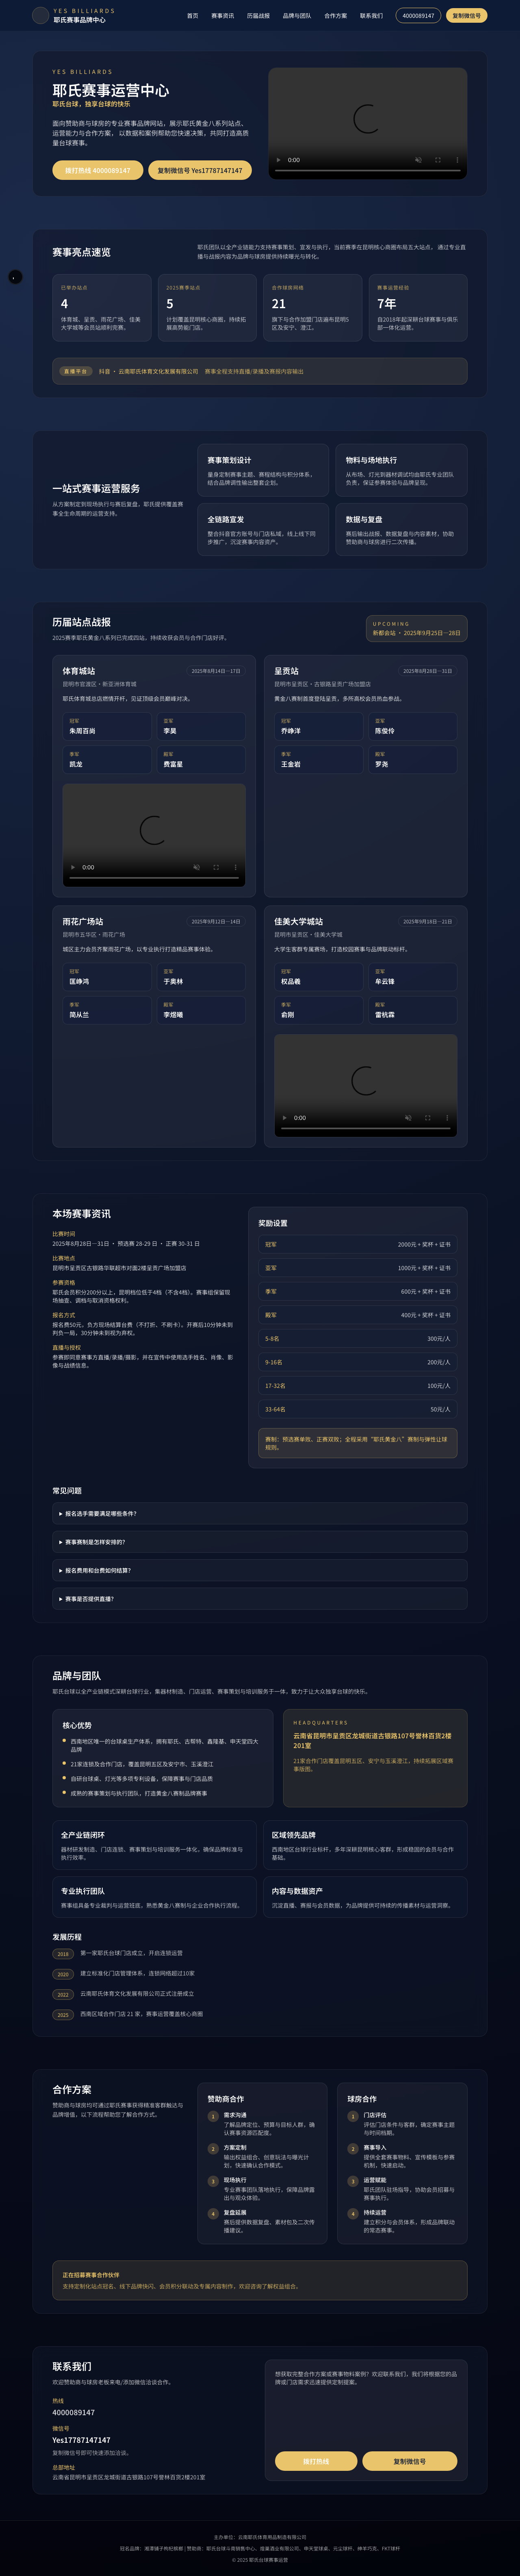 YES BILLIARDS
耶氏赛事品牌中心
首页 赛事资讯 历届战报 品牌与团队 合作方案 联系我们 4000089147 复制微信号
YES BILLIARDS
耶氏赛事运营中心
耶氏台球，独享台球的快乐
面向赞助商与球房的专业赛事品牌网站，展示耶氏黄金八系列站点、
运营能力与合作方案， 以数据和案例帮助您快速决策，共同打造高质
量台球赛事。
拨打热线 4000089147 复制微信号 Yes17787147147
0:00
赛事亮点速览
耶氏团队以全产业链能力支持赛事策划、宣发与执行，当前赛季在昆明核心商圈布局五大站点， 通过专业直
播与战报内容为品牌与球房提供持续曝光与转化。
已举办站点
4
体育城、呈贡、雨花广场、佳美
大学城等会员站顺利完赛。
2025赛季站点
5
计划覆盖昆明核心商圈，持续拓
展高势能门店。
合作球房网络
21
旗下与合作加盟门店遍布昆明5
区及安宁、澄江。
赛事运营经验
7年
自2018年起深耕台球赛事与俱乐
部一体化运营。
直播平台 抖音 · 云南耶氏体育文化发展有限公司 赛事全程支持直播/录播及赛报内容输出
一站式赛事运营服务
从方案制定到现场执行与赛后复盘，耶氏提供覆盖赛
事全生命周期的运营支持。
赛事策划设计
量身定制赛事主题、赛程结构与积分体系，
结合品牌调性输出整套企划。
物料与场地执行
从布场、灯光到器材调试均由耶氏专业团队
负责，保证参赛体验与品牌呈现。
全链路宣发
整合抖音官方账号与门店私域，线上线下同
步推广，沉淀赛事内容资产。
数据与复盘
赛后输出战报、数据复盘与内容素材，协助
赞助商与球房进行二次传播。
历届站点战报
2025赛季耶氏黄金八系列已完成四站，持续收获会员与合作门店好评。
UPCOMING
新都会站 · 2025年9月25日—28日
体育城站
2025年8月14日—17日
昆明市官渡区·新亚洲体育城
耶氏体育城总店燃情开杆，见证顶级会员巅峰对决。
冠军
朱周百尚
亚军
李昊
季军
凯龙
殿军
费富星
0:00
呈贡站
2025年8月28日—31日
昆明市呈贡区·古银路呈贡广场加盟店
黄金八赛制首度登陆呈贡，多所高校会员热血参战。
冠军
乔峥洋
亚军
陈俊伶
季军
王金岩
殿军
罗尧
雨花广场站
2025年9月12日—14日
昆明市五华区·雨花广场
城区主力会员齐聚雨花广场，以专业执行打造精品赛事体验。
冠军
匡峥鸿
亚军
于奥林
季军
简从兰
殿军
李煜曦
佳美大学城站
2025年9月18日—21日
昆明市呈贡区·佳美大学城
大学生客群专属赛场，打造校园赛事与品牌联动标杆。
冠军
权品羲
亚军
牟云锋
季军
俞刚
殿军
雷杭霖
0:00
本场赛事资讯
比赛时间
2025年8月28日—31日 · 预选赛 28-29 日 · 正赛 30-31 日
比赛地点
昆明市呈贡区古银路华联超市对面2楼呈贡广场加盟店
参赛资格
耶氏会员积分200分以上，昆明档位低于4档（不含4档）。赛事组保留现
场抽查、调档与取消资格权利。
报名方式
报名费50元，负方现场结算台费（不打折、不刷卡）。开赛后10分钟未到
判负一局，30分钟未到视为弃权。
直播与授权
参赛即同意赛事方直播/录播/摄影，并在宣传中使用选手姓名、肖像、影
像与战绩信息。
奖励设置
冠军 2000元 + 奖杯 + 证书
亚军 1000元 + 奖杯 + 证书
季军 600元 + 奖杯 + 证书
殿军 400元 + 奖杯 + 证书
5-8名 300元/人
9-16名 200元/人
17-32名 100元/人
33-64名 50元/人
赛制：预选赛单败、正赛双败；全程采用“耶氏黄金八”赛制与弹性让球
规则。
常见问题
▶ 报名选手需要满足哪些条件？
▶ 赛事赛制是怎样安排的？
▶ 报名费用和台费如何结算？
▶ 赛事是否提供直播？
品牌与团队
耶氏台球以全产业链模式深耕台球行业，集器材制造、门店运营、赛事策划与培训服务于一体，致力于让大众独享台球的快乐。
核心优势
西南地区唯一的台球桌生产体系，拥有耶氏、古帮特、鑫隆基、申天堂四大
品牌
21家连锁及合作门店，覆盖昆明五区及安宁市、玉溪澄江
自研台球桌、灯光等多项专利设备，保障赛事与门店品质
成熟的赛事策划与执行团队，打造黄金八赛制品牌赛事
HEADQUARTERS
云南省昆明市呈贡区龙城街道古银路107号誉林百货2楼
201室
21家合作门店覆盖昆明五区、安宁与玉溪澄江，持续拓展区域赛
事版图。
全产业链闭环
器材研发制造、门店连锁、赛事策划与培训服务一体化，确保品牌标准与
执行效率。
区域领先品牌
西南地区台球行业标杆，多年深耕昆明核心客群，形成稳固的会员与合作
基础。
专业执行团队
赛事组具备专业裁判与运营班底，熟悉黄金八赛制与企业合作执行流程。
内容与数据资产
沉淀直播、赛报与会员数据，为品牌提供可持续的传播素材与运营洞察。
发展历程
2018 第一家耶氏台球门店成立，开启连锁运营
2020 建立标准化门店管理体系，连锁网络超过10家
2022 云南耶氏体育文化发展有限公司正式注册成立
2025 西南区域合作门店 21 家，赛事运营覆盖核心商圈
合作方案
赞助商与球房均可通过耶氏赛事获得精准客群触达与
品牌增值，以下流程帮助您了解合作方式。
赞助商合作
1 需求沟通
了解品牌定位、预算与目标人群，确
认赛事资源匹配度。
2 方案定制
输出权益组合、创意玩法与曝光计
划，快速确认合作模式。
3 现场执行
专业赛事团队落地执行，保障品牌露
出与观众体验。
4 复盘延展
赛后提供数据复盘、素材包及二次传
播建议。
球房合作
1 门店评估
评估门店条件与客群，确定赛事主题
与时间档期。
2 赛事导入
提供全套赛事物料、宣传模板与参赛
机制，快速启动。
3 运营赋能
耶氏团队驻场指导，协助会员招募与
赛事执行。
4 持续运营
建立积分与会员体系，形成品牌联动
的常态赛事。
正在招募赛事合作伙伴
支持定制化站点冠名、线下品牌快闪、会员积分联动及专属内容制作，欢迎咨询了解权益组合。
联系我们
欢迎赞助商与球房老板来电/添加微信洽谈合作。
热线
4000089147
微信号
Yes17787147147
复制微信号即可快速添加洽谈。
总部地址
云南省昆明市呈贡区龙城街道古银路107号誉林百货2楼201室
想获取完整合作方案或赛事物料案例？欢迎联系我们，我们将根据您的品
牌或门店需求迅速提供定制提案。
拨打热线 复制微信号
主办单位：云南耶氏体育用品制造有限公司
© 2025 耶氏台球赛事运营